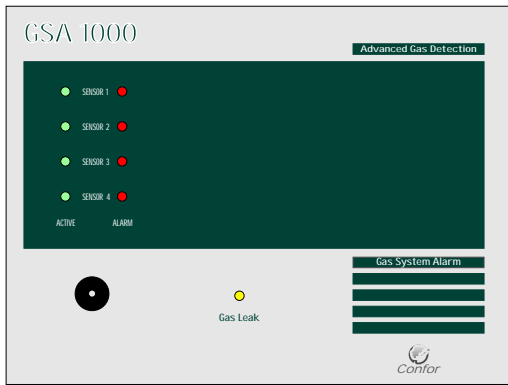 GSA 1000
Advanced Gas Detection
SENSOR 1
SENSOR 2
SENSOR 3
SENSOR 4
ACTIVE ALARM
Gas System Alarm
Gas Leak
Confor